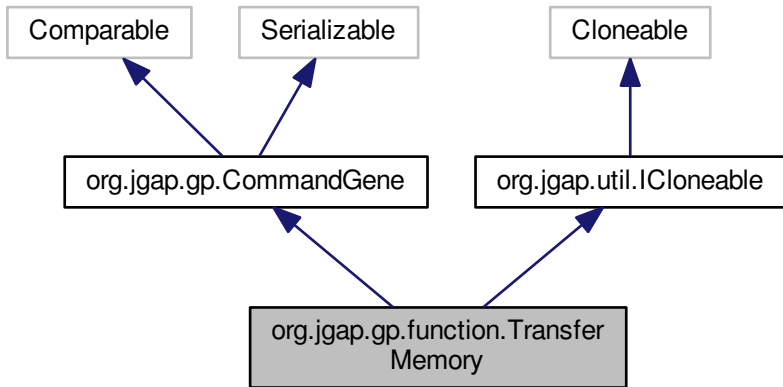 Comparable
Serializable
Cloneable
org.jgap.gp.CommandGene
org.jgap.util.ICloneable
org.jgap.gp.function.Transfer
Memory